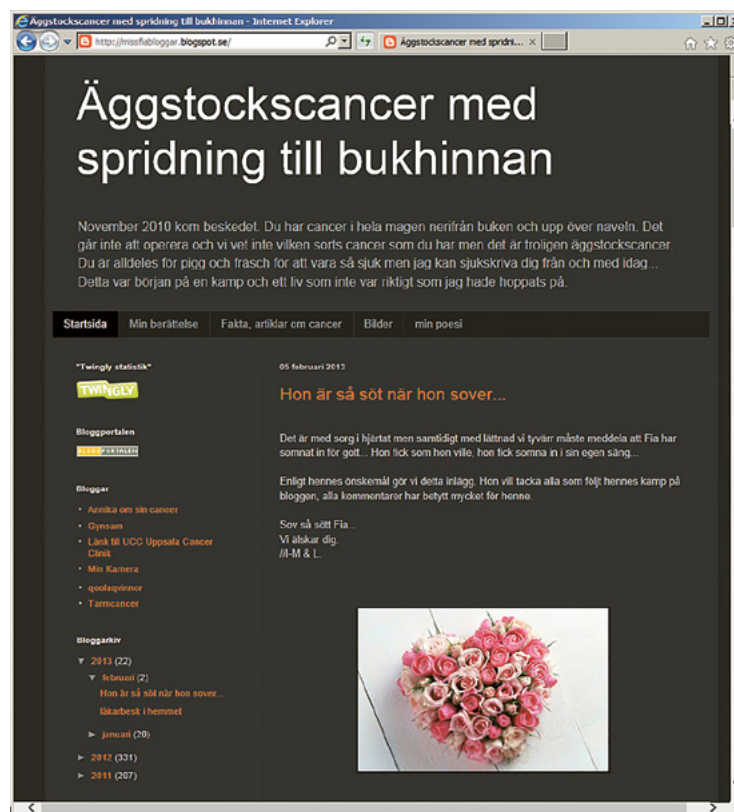 Äggstockscancer med spridning till bukhinnan - Internet Explorer
http://missfiabloggar.blogspot.se/
Äggstockscancer med spridni...
Äggstockscancer med
spridning till bukhinnan
November 2010 kom beskedet. Du har cancer i hela magen nerifrån buken och upp över naveln. Det
går inte att operera och vi vet inte vilken sorts cancer som du har men det är troligen äggstockscancer.
Du är alldeles för pigg och fräsch för att vara så sjuk men jag kan sjukskriva dig från och med idag...
Detta var början på en kamp och ett liv som inte var riktigt som jag hade hoppats på.
Startsida Min berättelse Fakta, artiklar om cancer Bilder min poesi
"Twingly statistik"
TWINGLY
Bloggportalen
BLOGGPORTALEN
Bloggar
Annika om sin cancer
Gynsam
Länk till UCC Uppsala Cancer
Clinic
Min Kamera
qoolaqvinnor
Tarmcancer
Bloggarkiv
▼ 2013 (22)
▼ februari (2)
Hon är så söt när hon sover...
läkarbesk i hemmet
► januari (20)
► 2012 (331)
► 2011 (207)
05 februari 2013
Hon är så söt när hon sover...
Det är med sorg i hjärtat men samtidigt med lättnad vi tyvärr måste meddela att Fia har
somnat in för gott... Hon fick som hon ville, hon fick somna in i sin egen säng...
Enligt hennes önskemål gör vi detta inlägg. Hon vill tacka alla som följt hennes kamp på
bloggen, alla kommentarer har betytt mycket för henne.
Sov så sött Fia...
Vi älskar dig.
//I-M & L.